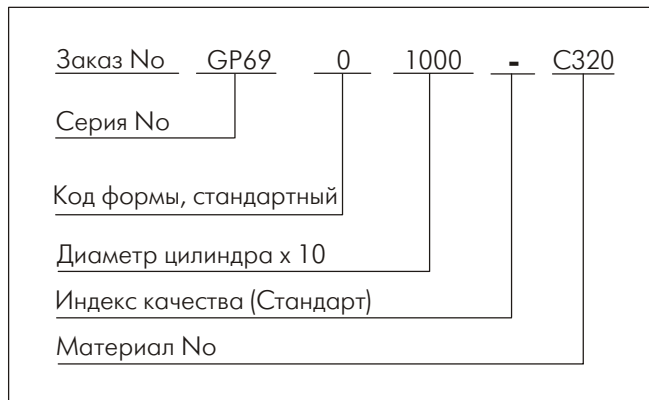 Заказ No GP69 0 1000 - C320
Серия No
Код формы, стандартный
Диаметр цилиндра x 10
Индекс качества (Стандарт)
Материал No